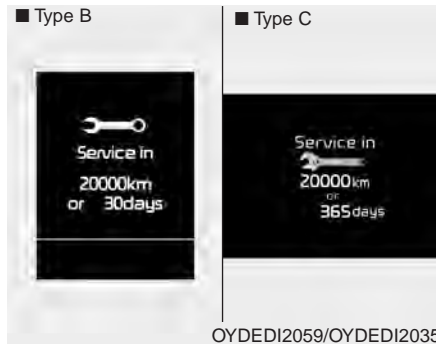 ■ Type B
Service in
20000km
or 30days
■ Type C
Service in
20000km
or
365days
OYDEDI2059/OYDEDI2035